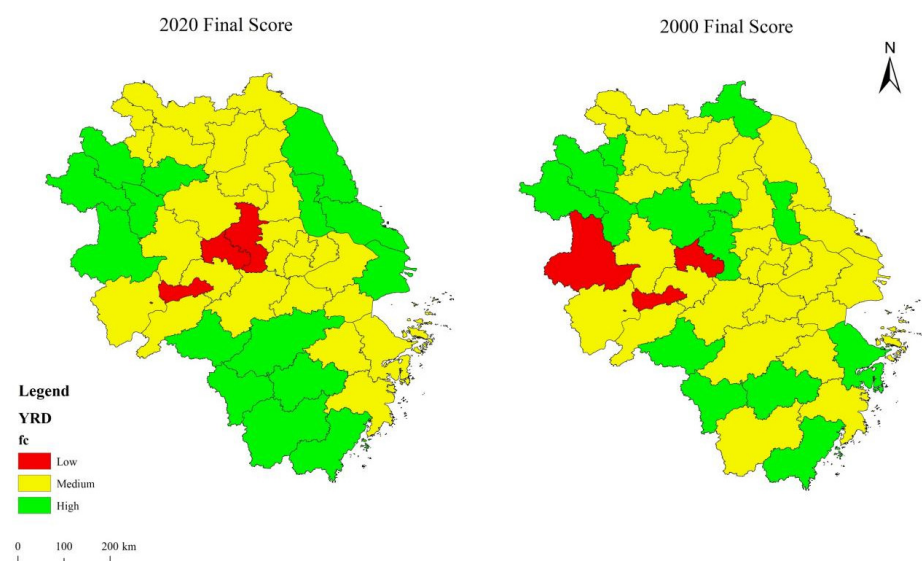 2020 Final Score
2000 Final Score
N
Legend
YRD
fc
Low
Medium
High
0 100 200 km